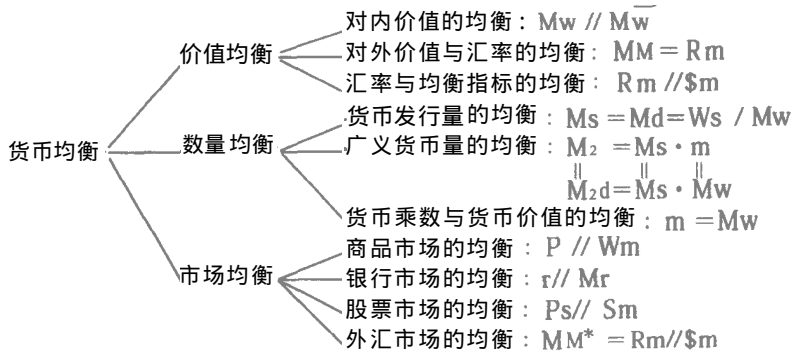 对内价值的均衡：Mw // Mw̅
价值均衡
对外价值与汇率的均衡：MM = Rm
汇率与均衡指标的均衡：Rm //$m
货币发行量的均衡：Ms =Md=Ws / Mw
货币均衡
数量均衡
广义货币量的均衡：M₂ =Ms · m
|| || ||
M₂d=Ms · Mw
货币乘数与货币价值的均衡：m =Mw
商品市场的均衡：P // Wm
市场均衡
银行市场的均衡：r// Mr
股票市场的均衡：Ps// Sm
外汇市场的均衡：MM* = Rm//$m